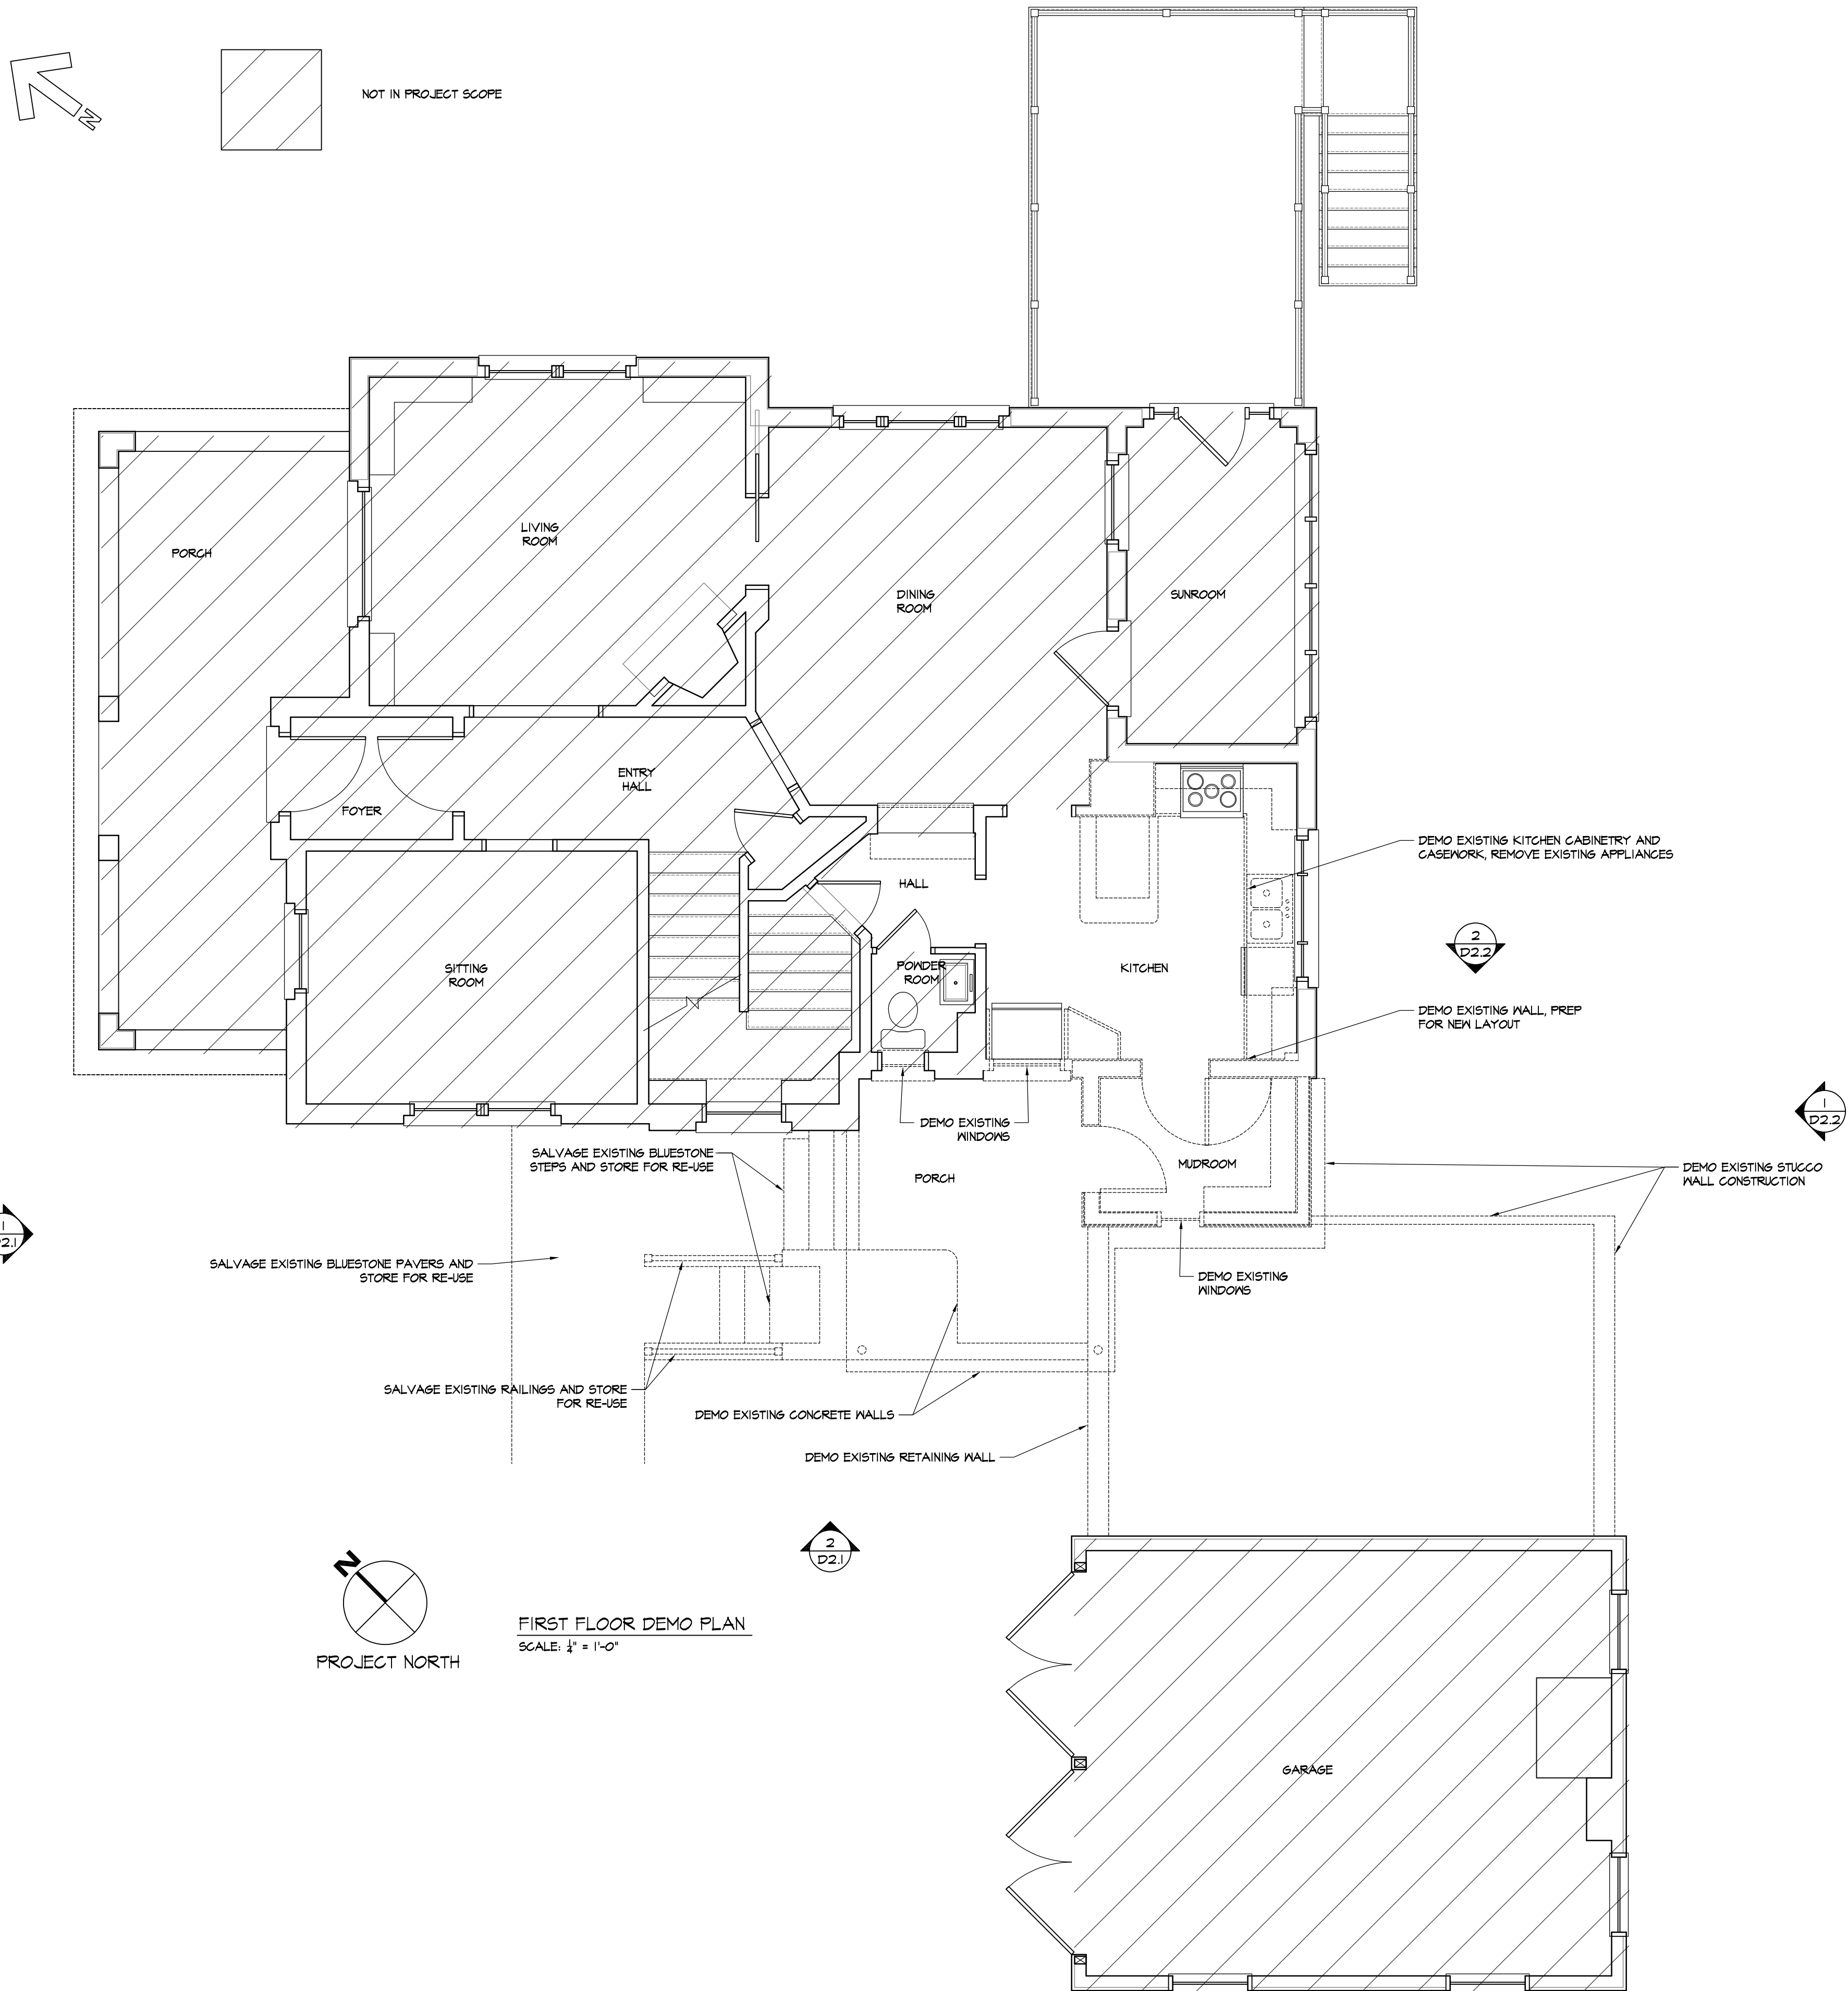 N
NOT IN PROJECT SCOPE
LIVING
ROOM
PORCH
DINING
ROOM
SUNROOM
ENTRY
HALL
FOYER
DEMO EXISTING KITCHEN CABINETRY AND
CASEWORK, REMOVE EXISTING APPLIANCES
HALL
2
D2.2
SITTING
ROOM
POWDER
ROOM
KITCHEN
DEMO EXISTING WALL, PREP
FOR NEW LAYOUT
1
D2.2
DEMO EXISTING
WINDOWS
SALVAGE EXISTING BLUESTONE
STEPS AND STORE FOR RE-USE
PORCH
MUDROOM
DEMO EXISTING STUCCO
WALL CONSTRUCTION
1
2.1
SALVAGE EXISTING BLUESTONE PAVERS AND
STORE FOR RE-USE
DEMO EXISTING
WINDOWS
SALVAGE EXISTING RAILINGS AND STORE
FOR RE-USE
DEMO EXISTING CONCRETE WALLS
DEMO EXISTING RETAINING WALL
2
D2.1
N
PROJECT NORTH
FIRST FLOOR DEMO PLAN
SCALE: ¼" = 1'-0"
GARAGE